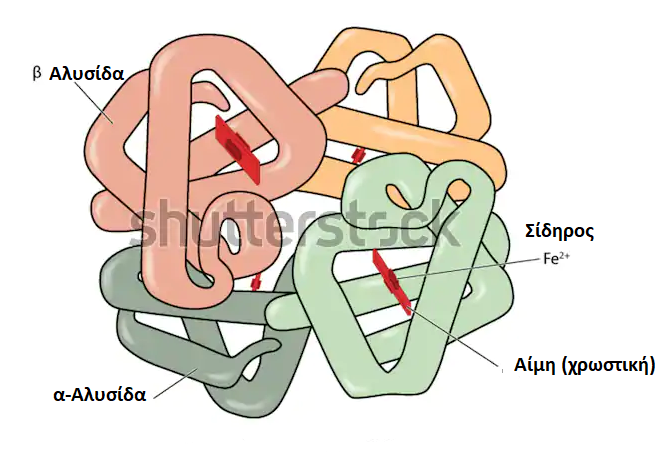 β Αλυσίδα
shutterstock
Σίδηρος
Fe²⁺
Αίμη (χρωστική)
α-Αλυσίδα